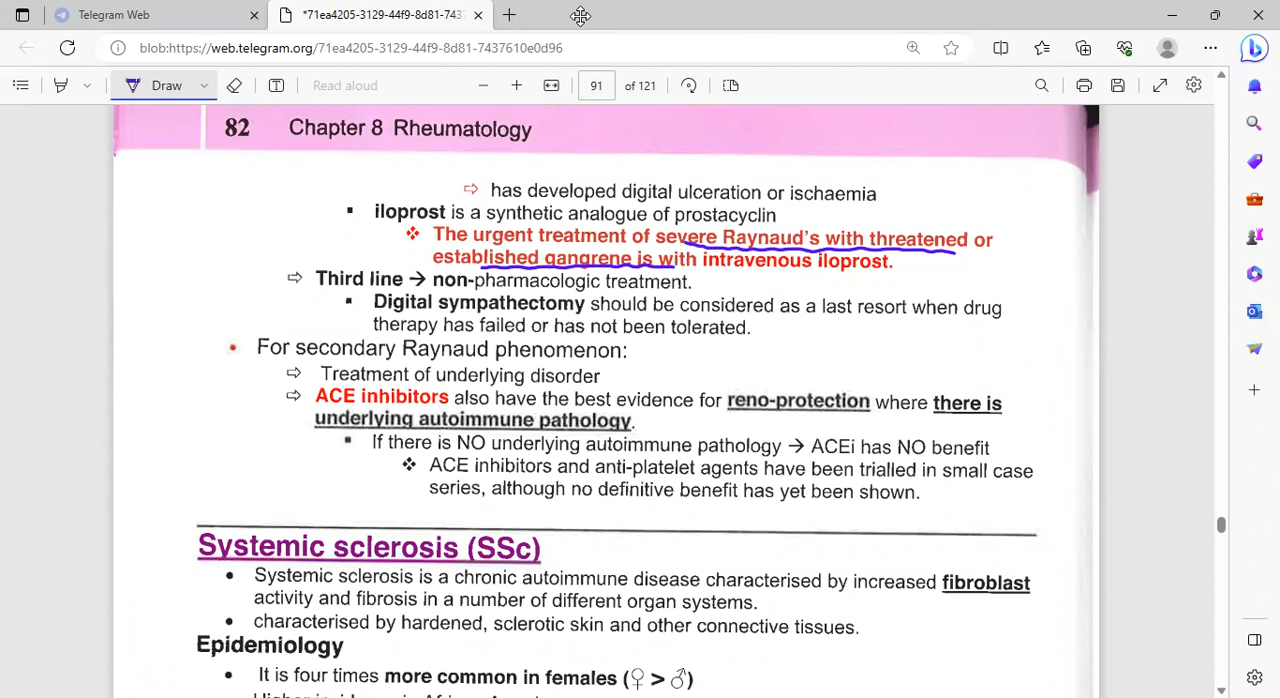 Telegram Web
*71ea4205-3129-44f9-8d81-743
blob:https://web.telegram.org/71ea4205-3129-44f9-8d81-7437610e0d96
Draw
Read aloud
91 of 121
82 Chapter 8 Rheumatology
⇨ has developed digital ulceration or ischaemia
▪ iloprost is a synthetic analogue of prostacyclin
❖ The urgent treatment of severe Raynaud's with threatened or
established gangrene is with intravenous iloprost.
⇨ Third line → non-pharmacologic treatment.
▪ Digital sympathectomy should be considered as a last resort when drug
therapy has failed or has not been tolerated.
• For secondary Raynaud phenomenon:
⇨ Treatment of underlying disorder
⇨ ACE inhibitors also have the best evidence for reno-protection where there is
underlying autoimmune pathology.
▪ If there is NO underlying autoimmune pathology → ACEi has NO benefit
❖ ACE inhibitors and anti-platelet agents have been trialled in small case
series, although no definitive benefit has yet been shown.
Systemic sclerosis (SSc)
• Systemic sclerosis is a chronic autoimmune disease characterised by increased fibroblast
activity and fibrosis in a number of different organ systems.
• characterised by hardened, sclerotic skin and other connective tissues.
Epidemiology
• It is four times more common in females (♀ > ♂)